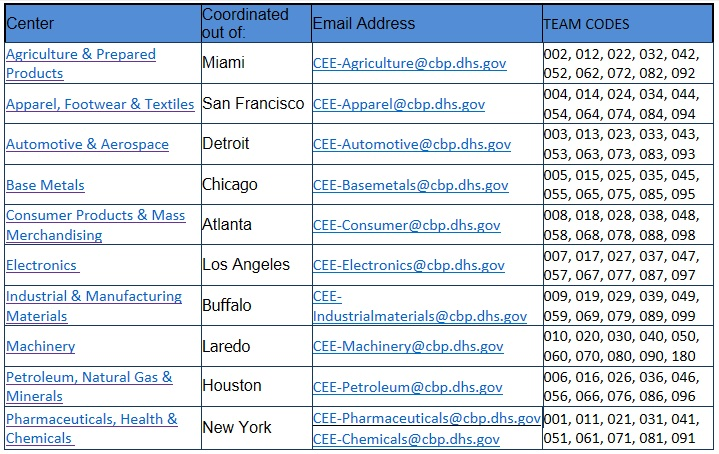 Center
Coordinated
out of:
Email Address
TEAM CODES
Agriculture & Prepared
Products
Miami
CEE-Agriculture@cbp.dhs.gov
002, 012, 022, 032, 042,
052, 062, 072, 082, 092
Apparel, Footwear & Textiles
San Francisco
CEE-Apparel@cbp.dhs.gov
004, 014, 024, 034, 044,
054, 064, 074, 084, 094
Automotive & Aerospace
Detroit
CEE-Automotive@cbp.dhs.gov
003, 013, 023, 033, 043,
053, 063, 073, 083, 093
Base Metals
Chicago
CEE-Basemetals@cbp.dhs.gov
005, 015, 025, 035, 045,
055, 065, 075, 085, 095
Consumer Products & Mass
Merchandising
Atlanta
CEE-Consumer@cbp.dhs.gov
008, 018, 028, 038, 048,
058, 068, 078, 088, 098
Electronics
Los Angeles
CEE-Electronics@cbp.dhs.gov
007, 017, 027, 037, 047,
057, 067, 077, 087, 097
Industrial & Manufacturing
Materials
Buffalo
CEE-
Industrialmaterials@cbp.dhs.gov
009, 019, 029, 039, 049,
059, 069, 079, 089, 099
Machinery
Laredo
CEE-Machinery@cbp.dhs.gov
010, 020, 030, 040, 050,
060, 070, 080, 090, 180
Petroleum, Natural Gas &
Minerals
Houston
CEE-Petroleum@cbp.dhs.gov
006, 016, 026, 036, 046,
056, 066, 076, 086, 096
Pharmaceuticals, Health &
Chemicals
New York
CEE-Pharmaceuticals@cbp.dhs.gov
CEE-Chemicals@cbp.dhs.gov
001, 011, 021, 031, 041,
051, 061, 071, 081, 091